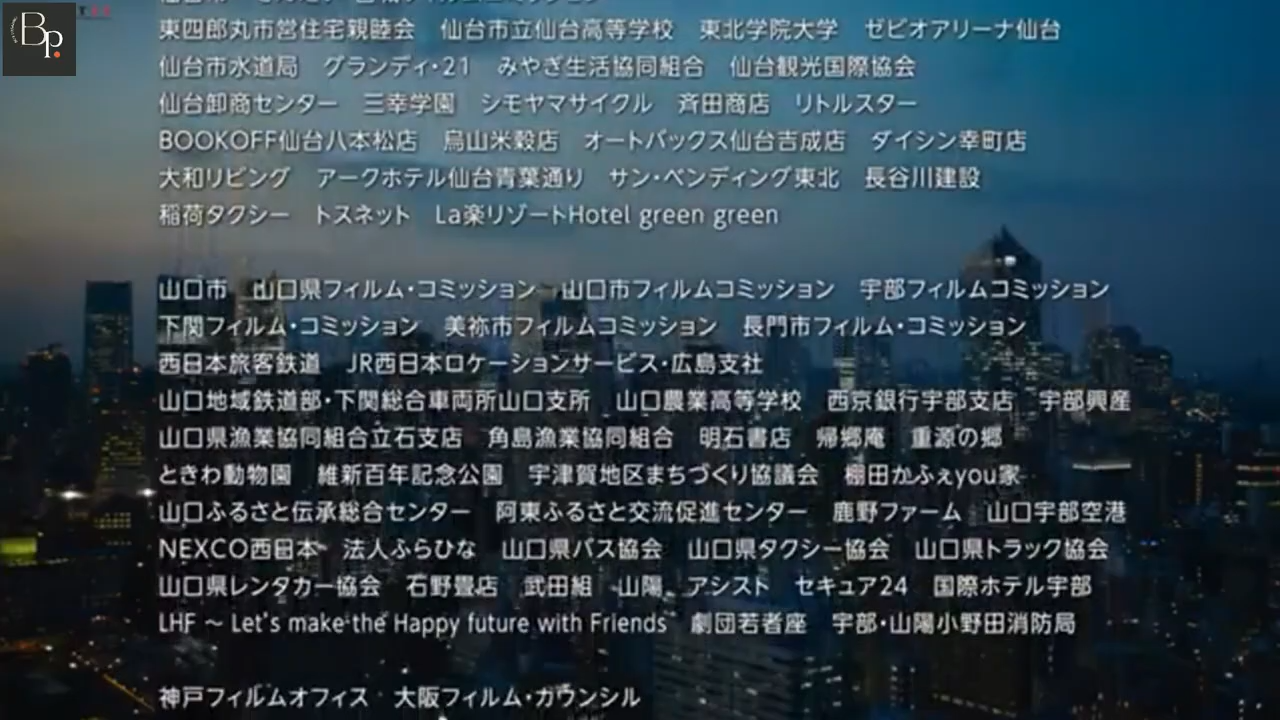 Bp.
東四郎丸市営住宅親睦会　仙台市立仙台高等学校　東北学院大学　ゼビオアリーナ仙台
仙台市水道局　グランディ・21　みやぎ生活協同組合　仙台観光国際協会
仙台卸商センター　三幸学園　シモヤマサイクル　斉田商店　リトルスター
BOOKOFF仙台八本松店　烏山米穀店　オートバックス仙台吉成店　ダイシン幸町店
大和リビング　アークホテル仙台青葉通り　サン・ベンディング東北　長谷川建設
稲荷タクシー　トスネット　La楽リゾートHotel green green
山口市　山口県フィルム・コミッション　山口市フィルムコミッション　宇部フィルムコミッション
下関フィルム・コミッション　美祢市フィルムコミッション　長門市フィルム・コミッション
西日本旅客鉄道　JR西日本ロケーションサービス・広島支社
山口地域鉄道部・下関総合車両所山口支所　山口農業高等学校　西京銀行宇部支店　宇部興産
山口県漁業協同組合立石支店　角島漁業協同組合　明石書店　帰郷庵　重源の郷
ときわ動物園　維新百年記念公園　宇津賀地区まちづくり協議会　棚田かふぇyou家
山口ふるさと伝承総合センター　阿東ふるさと交流促進センター　鹿野ファーム　山口宇部空港
NEXCO西日本　法人ふらひな　山口県バス協会　山口県タクシー協会　山口県トラック協会
山口県レンタカー協会　石野畳店　武田組　山陽　アシスト　セキュア24　国際ホテル宇部
LHF ～ Let's make the Happy future with Friends　劇団若者座　宇部・山陽小野田消防局
神戸フィルムオフィス　大阪フィルム・カウンシル